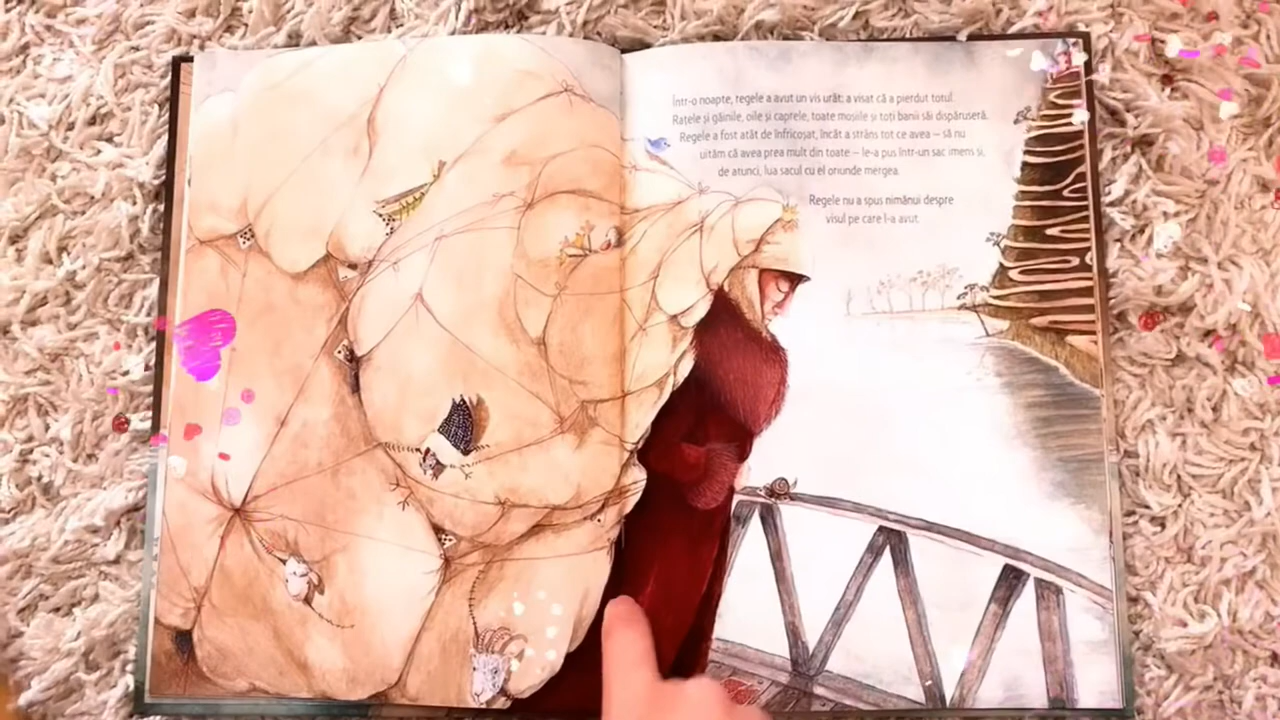 Într-o noapte, regele a avut un vis urât: a visat că a pierdut totul.
Rațele și găinile, oile și caprele, toate moșiile și toți banii săi dispăruseră.
Regele a fost atât de înfricoșat, încât a strâns tot ce avea – să nu
uităm că avea prea mult din toate – le-a pus într-un sac imens și,
de atunci, lua sacul cu el oriunde mergea.
Regele nu a spus nimănui despre
visul pe care l-a avut.